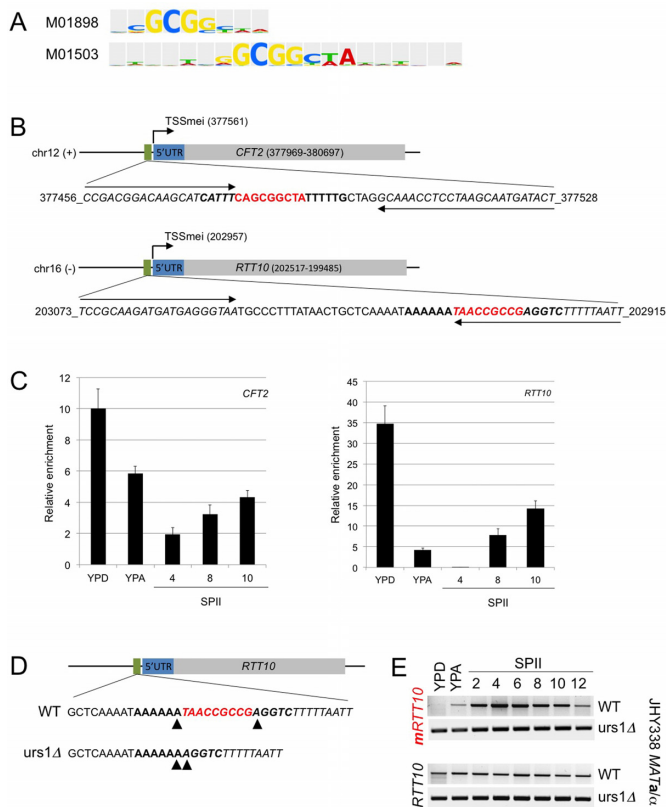 A
M01898
M01503
B
TSSmei (377561)
chr12 (+)
5'UTR
CFT2 (377969-380697)
377456_CCGACGGACAAGCATCATTTCAGCGGCTATTTTTGCTAGGCAAACCTCCTAAGCAATGATACT_377528
TSSmei (202957)
chr16 (-)
5'UTR
RTT10 (202517-199485)
203073_TCCGCAAGATGATGAGGGTAATGCCCTTTATAACTGCTCAAAATAAAAAATAACCGCCGAGGTCTTTTTAATT_202915
C
CFT2
Relative enrichment
12
10
8
6
4
2
0
YPD YPA 4 8 10
SPII
RTT10
Relative enrichment
45
40
35
30
25
20
15
10
5
0
YPD YPA 4 8 10
SPII
D
5'UTR
RTT10
WT GCTCAAAATAAAAAATAACCGCCGAGGTCTTTTTAATT
urs1Δ GCTCAAAATAAAAAAAGGTCTTTTTAATT
E
YPD YPA SPII
2 4 6 8 10 12
mRTT10
WT
urs1Δ
RTT10
WT
urs1Δ
JHY338 MATa/α